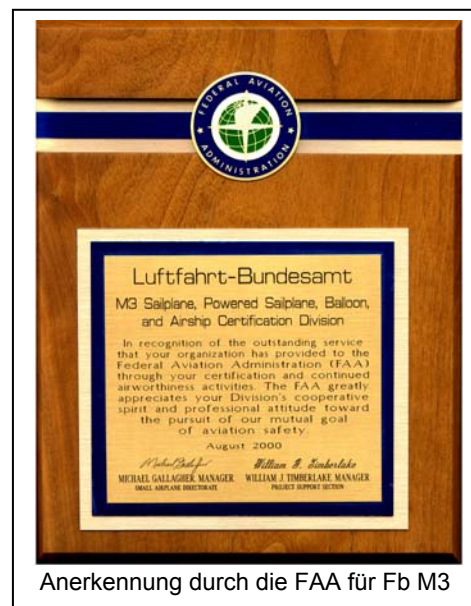 FEDERAL AVIATION
ADMINISTRATION
Luftfahrt-Bundesamt
M3 Sailplane, Powered Sailplane, Balloon,
and Airship Certification Division
In recognition of the outstanding service
that your organization has provided to the
Federal Aviation Administration (FAA)
through your certification and continued
airworthiness activities. The FAA greatly
appreciates your Division's cooperative
spirit and professional attitude toward
the pursuit of our mutual goal
of aviation safety.
August 2000
Michael Gallagher William J. Timberlake
MICHAEL GALLAGHER MANAGER WILLIAM J TIMBERLAKE MANAGER
SMALL AIRPLANE DIRECTORATE PROJECT SUPPORT SECTION
Anerkennung durch die FAA für Fb M3